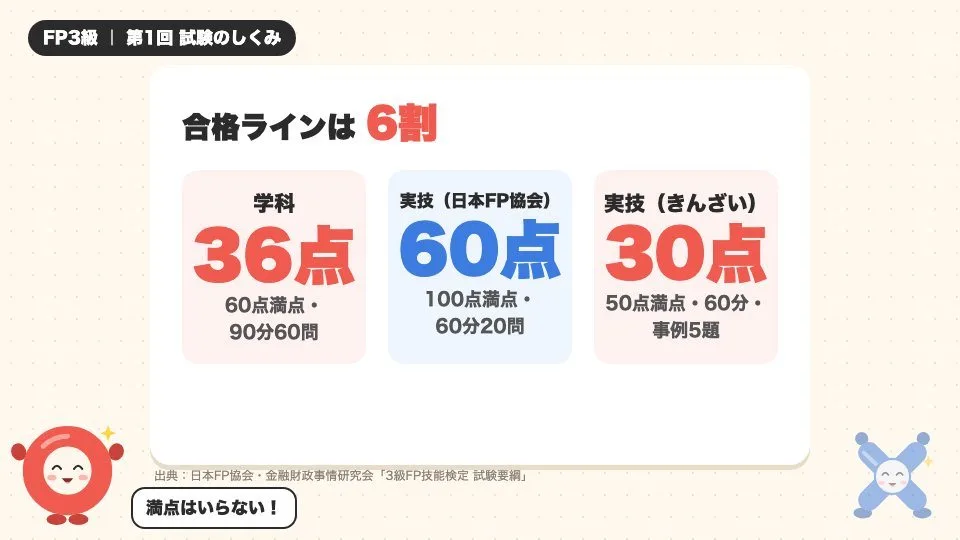 FP3級 | 第1回 試験のしくみ
合格ラインは 6割
学科
36点
60点満点・
90分60問
実技（日本FP協会）
60点
100点満点・
60分20問
実技（きんざい）
30点
50点満点・60分・
事例5題
出典：日本FP協会・金融財政事情研究会「3級FP技能検定 試験要綱」
満点はいらない！